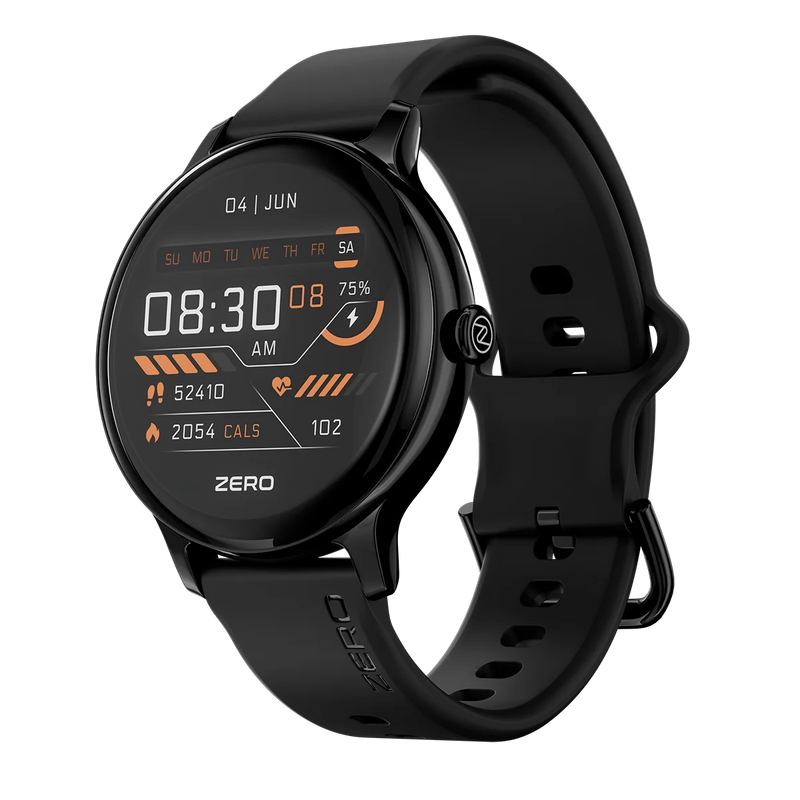 04 | JUN
SU MO TU WE TH FR SA
08:30 08 75%
AM
52410
2054 CALS 102
ZERO
ZERO